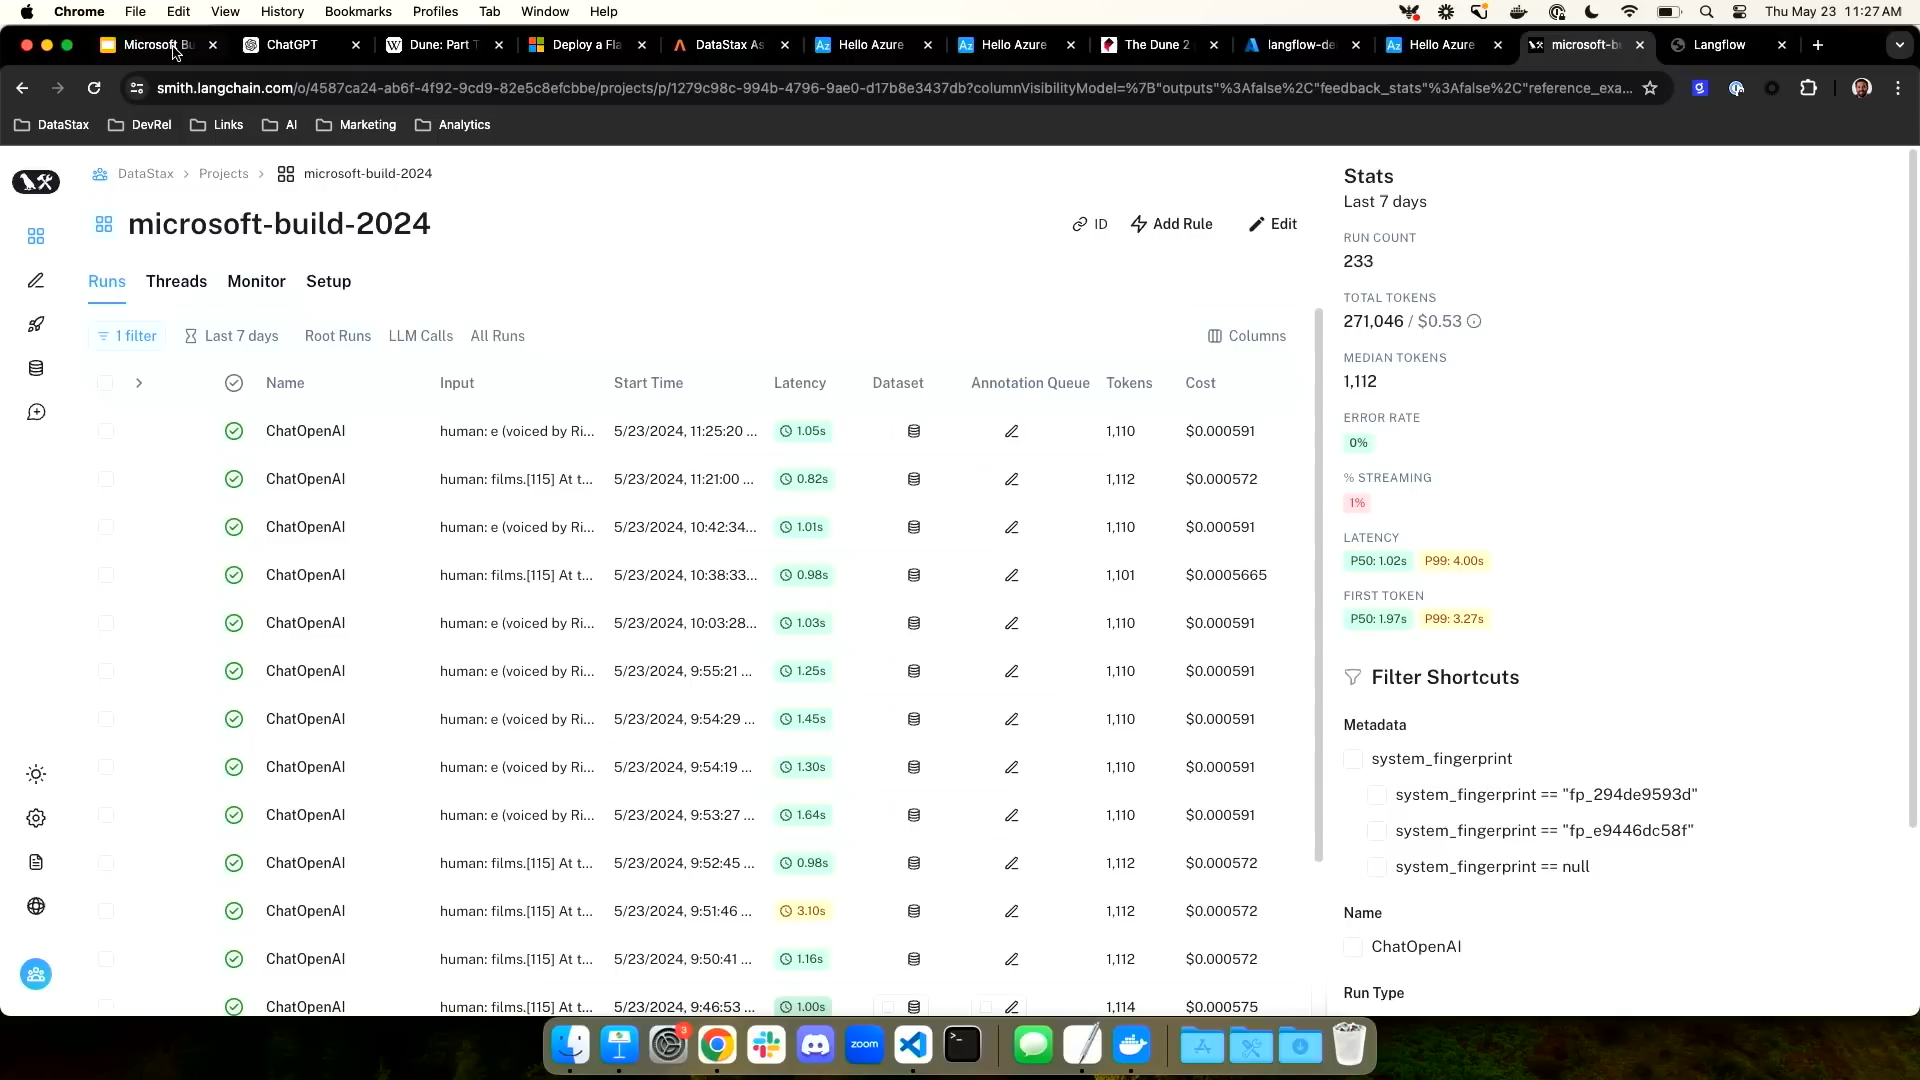 Chrome File Edit View History Bookmarks Profiles Tab Window Help Thu May 23 11:27 AM
Microsoft Bu ChatGPT Dune: Part T Deploy a Fla DataStax As Hello Azure Hello Azure The Dune 2 langflow-de Hello Azure microsoft-bu Langflow
smith.langchain.com/o/4587ca24-ab6f-4f92-9cd9-82e5c8efcbbe/projects/p/1279c98c-994b-4796-9ae0-d17b8e3437db?columnVisibilityModel=%7B"outputs"%3Afalse%2C"feedback_stats"%3Afalse%2C"reference_exa...
DataStax DevRel Links AI Marketing Analytics
DataStax > Projects > microsoft-build-2024
microsoft-build-2024
ID Add Rule Edit
Runs Threads Monitor Setup
1 filter Last 7 days Root Runs LLM Calls All Runs Columns
Name Input Start Time Latency Dataset Annotation Queue Tokens Cost
ChatOpenAI human: e (voiced by Ri... 5/23/2024, 11:25:20 ... 1.05s 1,110 $0.000591
ChatOpenAI human: films.[115] At t... 5/23/2024, 11:21:00 ... 0.82s 1,112 $0.000572
ChatOpenAI human: e (voiced by Ri... 5/23/2024, 10:42:34... 1.01s 1,110 $0.000591
ChatOpenAI human: films.[115] At t... 5/23/2024, 10:38:33... 0.98s 1,101 $0.0005665
ChatOpenAI human: e (voiced by Ri... 5/23/2024, 10:03:28... 1.03s 1,110 $0.000591
ChatOpenAI human: e (voiced by Ri... 5/23/2024, 9:55:21 ... 1.25s 1,110 $0.000591
ChatOpenAI human: e (voiced by Ri... 5/23/2024, 9:54:29 ... 1.45s 1,110 $0.000591
ChatOpenAI human: e (voiced by Ri... 5/23/2024, 9:54:19 ... 1.30s 1,110 $0.000591
ChatOpenAI human: e (voiced by Ri... 5/23/2024, 9:53:27 ... 1.64s 1,110 $0.000591
ChatOpenAI human: films.[115] At t... 5/23/2024, 9:52:45 ... 0.98s 1,112 $0.000572
ChatOpenAI human: films.[115] At t... 5/23/2024, 9:51:46 ... 3.10s 1,112 $0.000572
ChatOpenAI human: films.[115] At t... 5/23/2024, 9:50:41 ... 1.16s 1,112 $0.000572
ChatOpenAI human: films.[115] At t... 5/23/2024, 9:46:53 ... 1.00s 1,114 $0.000575
Stats
Last 7 days
RUN COUNT
233
TOTAL TOKENS
271,046 / $0.53
MEDIAN TOKENS
1,112
ERROR RATE
0%
% STREAMING
1%
LATENCY
P50: 1.02s P99: 4.00s
FIRST TOKEN
P50: 1.97s P99: 3.27s
Filter Shortcuts
Metadata
system_fingerprint
system_fingerprint == "fp_294de9593d"
system_fingerprint == "fp_e9446dc58f"
system_fingerprint == null
Name
ChatOpenAI
Run Type
3
zoom